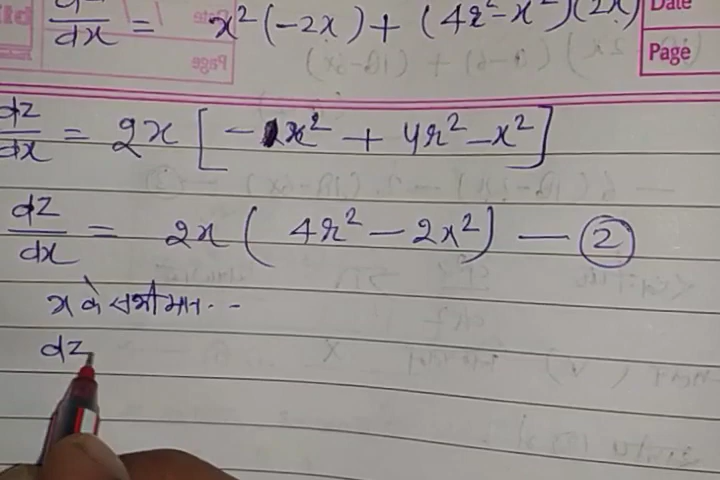 dz/dx = x²(-2x) + (4r²-x²)(2x)
Date
Page
dz/dx = 2x [-x² + 4r² - x²]
dz/dx = 2x (4r² - 2x²) — ②
x के सभी मान - -
dz